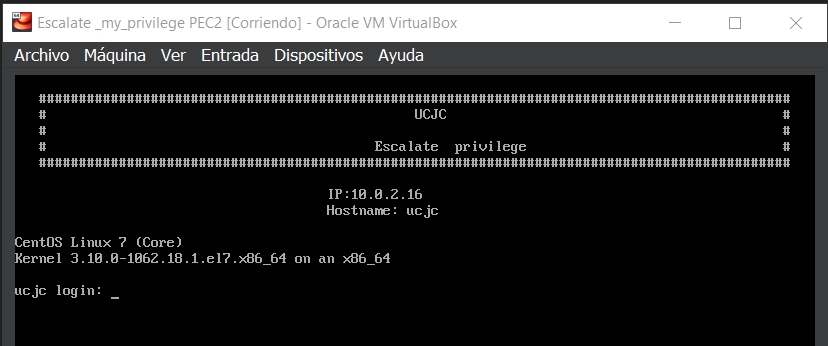 Escalate _my_privilege PEC2 [Corriendo] - Oracle VM VirtualBox
Archivo Máquina Ver Entrada Dispositivos Ayuda
##############################################################################################
# UCJC #
# #
# Escalate privilege #
##############################################################################################
IP:10.0.2.16
Hostname: ucjc
CentOS Linux 7 (Core)
Kernel 3.10.0-1062.18.1.el7.x86_64 on an x86_64
ucjc login: _